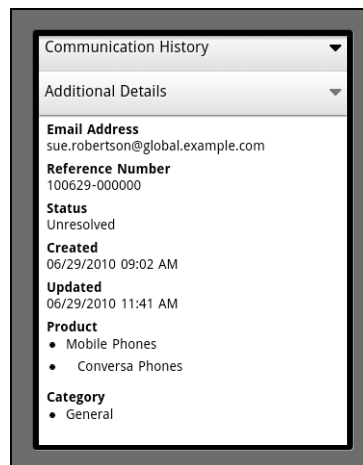 Communication History
Additional Details
Email Address
sue.robertson@global.example.com
Reference Number
100629-000000
Status
Unresolved
Created
06/29/2010 09:02 AM
Updated
06/29/2010 11:41 AM
Product
• Mobile Phones
• Conversa Phones
Category
• General